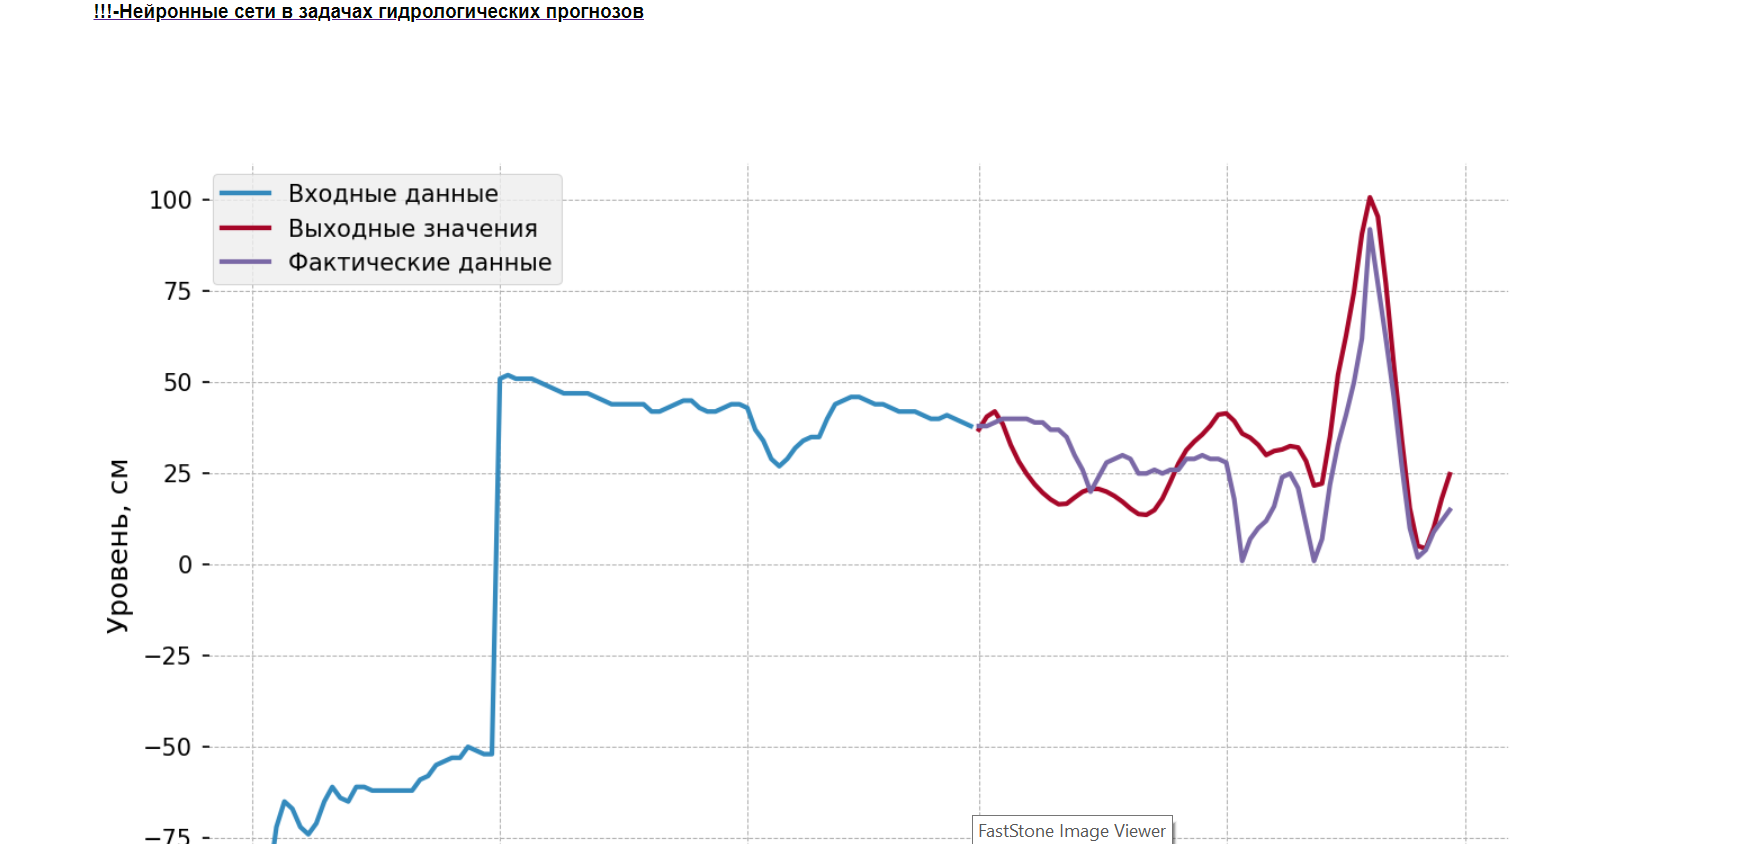 !!!-Нейронные сети в задачах гидрологических прогнозов
Входные данные
Выходные значения
Фактические данные
100
75
50
25
0
−25
−50
−75
Уровень, см
FastStone Image Viewer